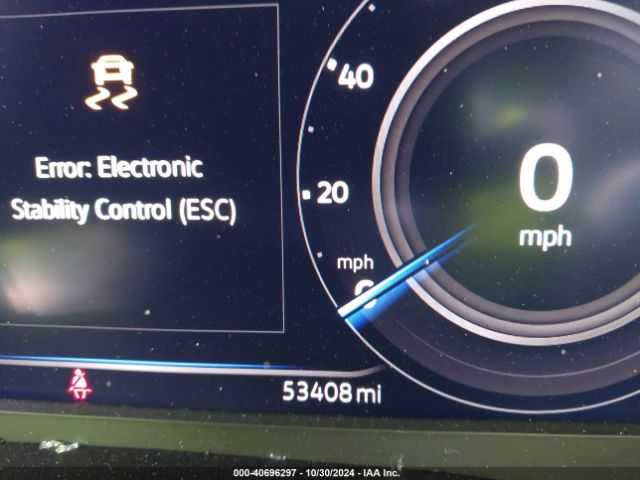 Error: Electronic
Stability Control (ESC)
40
20
mph
0
0
mph
53408 mi
000-40696297 - 10/30/2024 - IAA Inc.